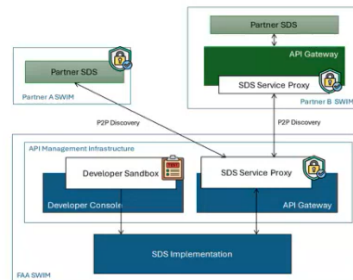 Partner SDS
Partner SDS
API Gateway
SDS Service Proxy
Partner A SWIM
Partner B SWIM
P2P Discovery
P2P Discovery
API Management Infrastructure
Developer Sandbox
SDS Service Proxy
Developer Console
API Gateway
SDS Implementation
FAA SWIM